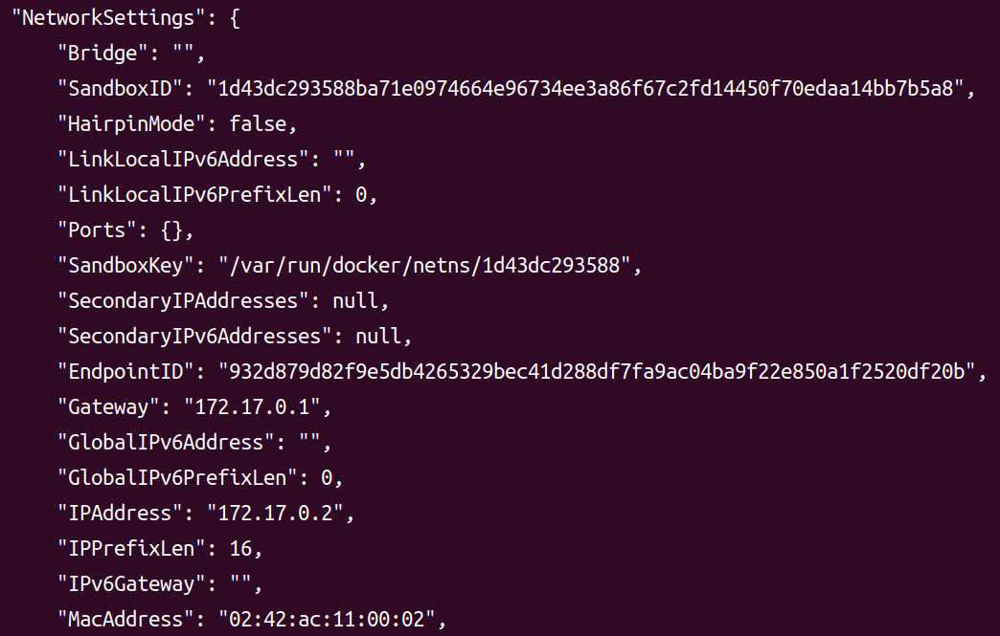 "NetworkSettings": {
"Bridge": "",
"SandboxID": "1d43dc293588ba71e0974664e96734ee3a86f67c2fd14450f70edaa14bb7b5a8",
"HairpinMode": false,
"LinkLocalIPv6Address": "",
"LinkLocalIPv6PrefixLen": 0,
"Ports": {},
"SandboxKey": "/var/run/docker/netns/1d43dc293588",
"SecondaryIPAddresses": null,
"SecondaryIPv6Addresses": null,
"EndpointID": "932d879d82f9e5db4265329bec41d288df7fa9ac04ba9f22e850a1f2520df20b",
"Gateway": "172.17.0.1",
"GlobalIPv6Address": "",
"GlobalIPv6PrefixLen": 0,
"IPAddress": "172.17.0.2",
"IPPrefixLen": 16,
"IPv6Gateway": "",
"MacAddress": "02:42:ac:11:00:02",